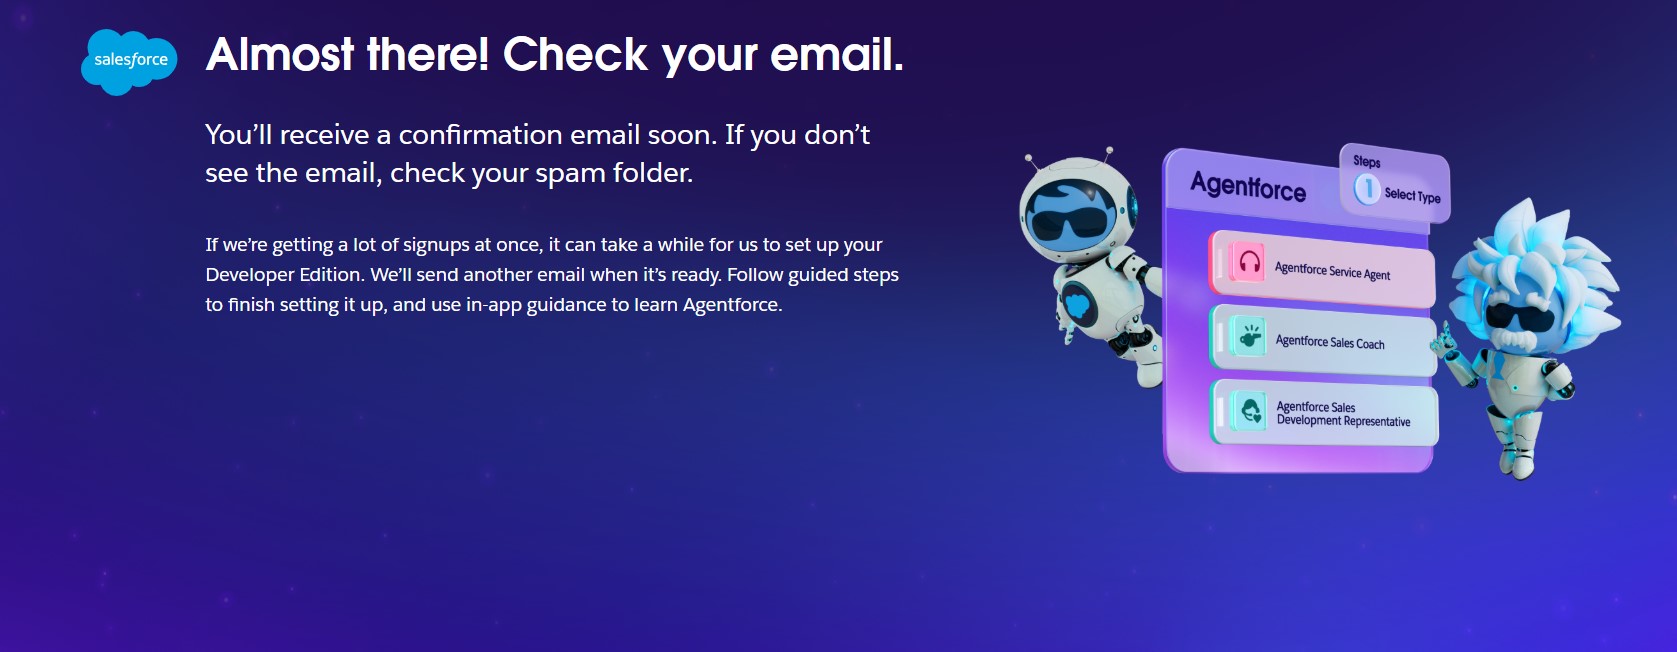 salesforce
Almost there! Check your email.
You’ll receive a confirmation email soon. If you don’t
see the email, check your spam folder.
If we’re getting a lot of signups at once, it can take a while for us to set up your
Developer Edition. We’ll send another email when it’s ready. Follow guided steps
to finish setting it up, and use in-app guidance to learn Agentforce.
Steps
Agentforce
1 Select Type
Agentforce Service Agent
Agentforce Sales Coach
Agentforce Sales
Development Representative